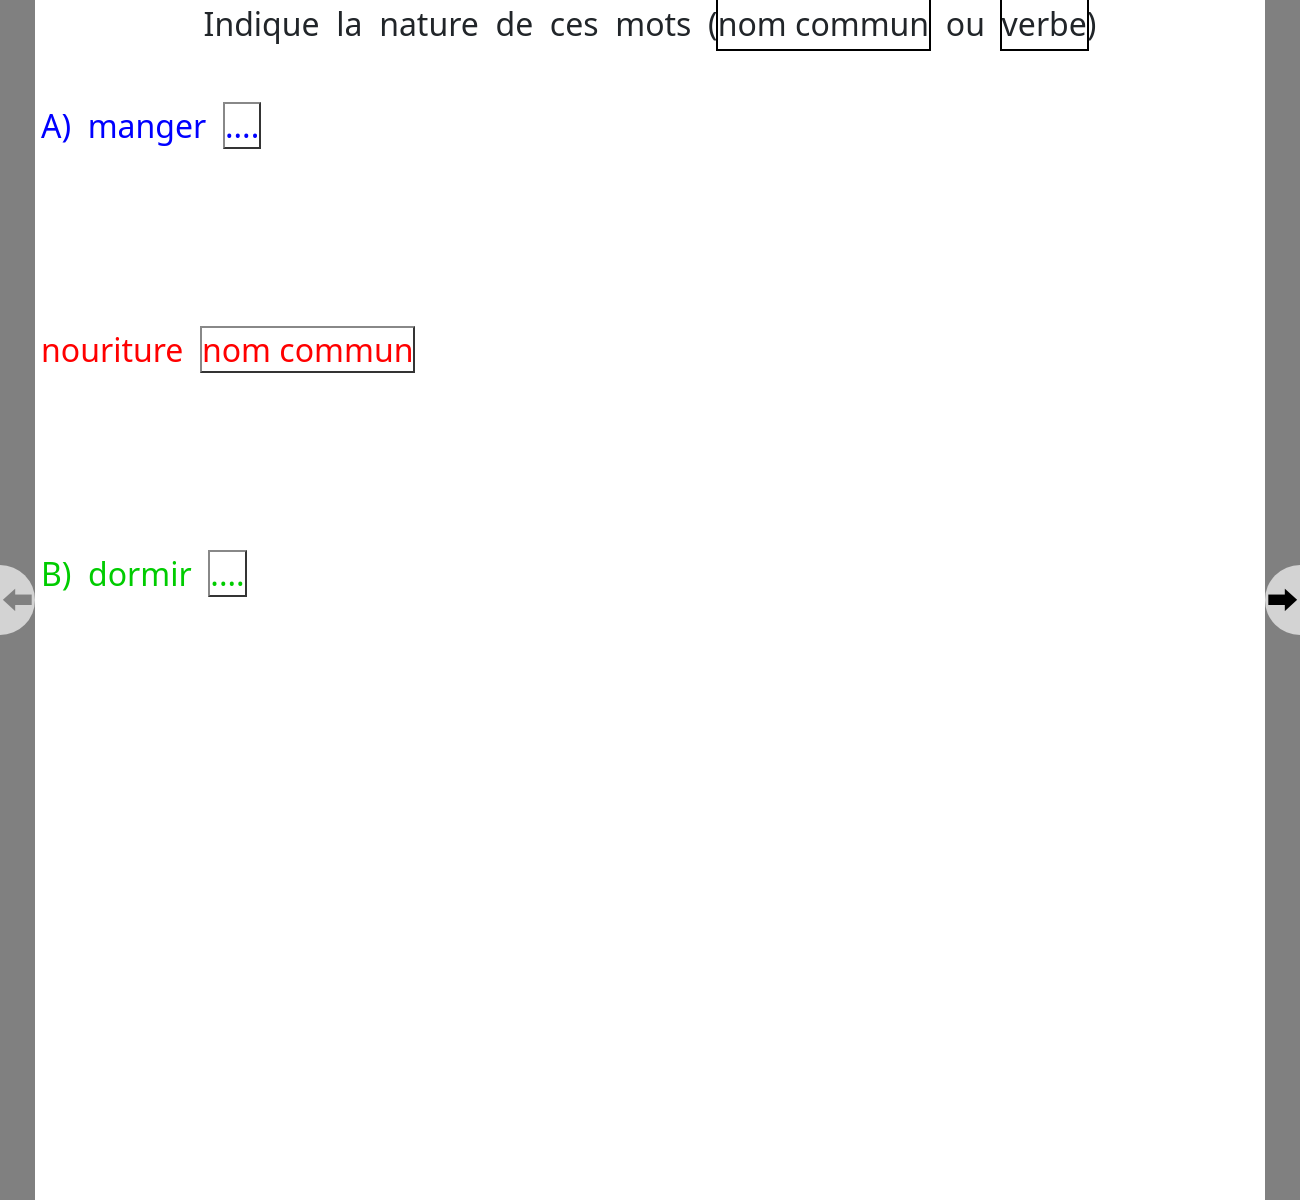 Indique la nature de ces mots (nom commun ou verbe)
A) manger ....
nouriture nom commun
B) dormir ....